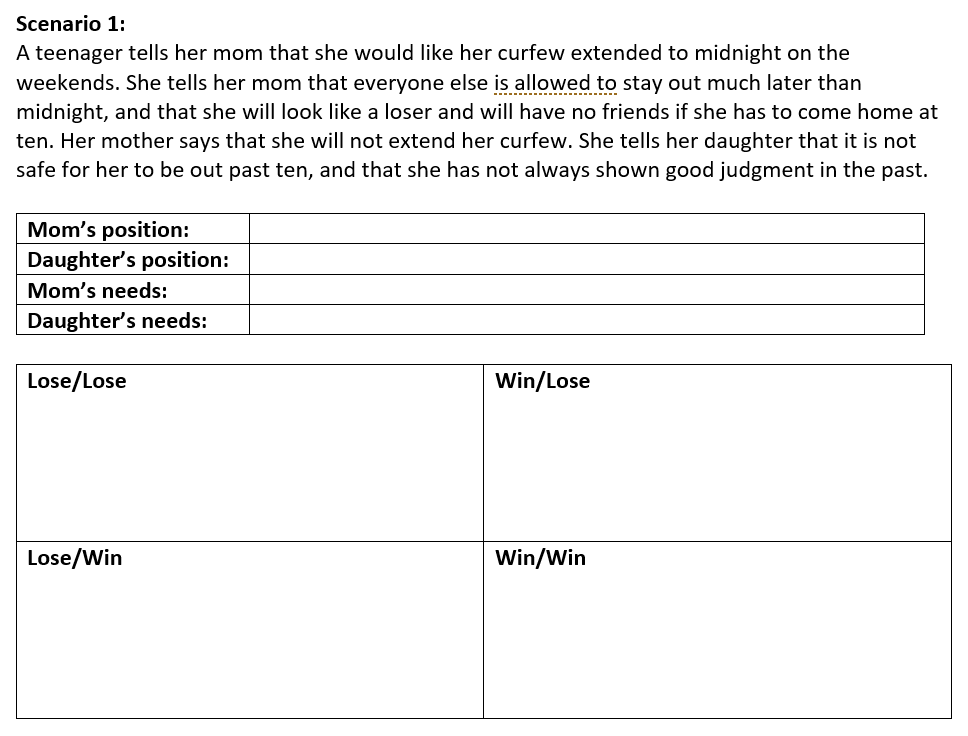 Scenario 1:
A teenager tells her mom that she would like her curfew extended to midnight on the
weekends. She tells her mom that everyone else is allowed to stay out much later than
midnight, and that she will look like a loser and will have no friends if she has to come home at
ten. Her mother says that she will not extend her curfew. She tells her daughter that it is not
safe for her to be out past ten, and that she has not always shown good judgment in the past.
Mom’s position:
Daughter’s position:
Mom’s needs:
Daughter’s needs:
Lose/Lose
Win/Lose
Lose/Win
Win/Win